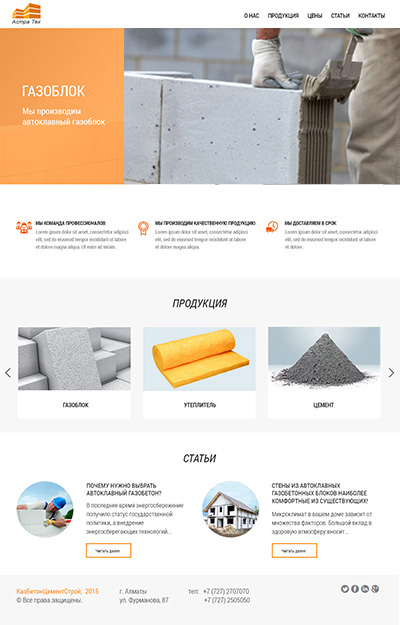 Астра Тех
О НАС ПРОДУКЦИЯ ЦЕНЫ СТАТЬИ КОНТАКТЫ
ГАЗОБЛОК
Мы производим
автоклавный газоблок
МЫ КОМАНДА ПРОФЕССИОНАЛОВ
Lorem ipsum dolor sit amet, consectetur adipisci
elit, sed do eiusmod tempor incidunt ut labore
et dolore magna aliqua. Ut enim ad minim.
МЫ ПРОИЗВОДИМ КАЧЕСТВЕННУЮ ПРОДУКЦИЮ
Lorem ipsum dolor sit amet, consectetur adipisci
elit, sed do eiusmod tempor incidunt ut labore
et dolore magna aliqua.
МЫ ДОСТАВЛЯЕМ В СРОК
Lorem ipsum dolor sit amet, consectetur adipisci
elit, sed do eiusmod tempor incidunt ut labore
et dolore.
ПРОДУКЦИЯ
ГАЗОБЛОК
УТЕПЛИТЕЛЬ
ЦЕМЕНТ
СТАТЬИ
ПОЧЕМУ НУЖНО ВЫБРАТЬ
АВТОКЛАВНЫЙ ГАЗОБЕТОН?
В последнее время энергосбережение
получило статус государственной
политики, а внедрение
энергосберегающих технологий...
Читать далее
СТЕНЫ ИЗ АВТОКЛАВНЫХ
ГАЗОБЕТОННЫХ БЛОКОВ НАИБОЛЕЕ
КОМФОРТНЫЕ ИЗ СУЩЕСТВУЮЩИХ!
Микроклимат в вашем доме зависит от
множества факторов. Большой вклад в
здоровую атмосферу вносит ...
Читать далее
КазБетонЦементСтрой, 2015
© Все права защищены.
г. Алматы
ул. Фурманова, 87
тел: +7 (727) 2707070
+7 (727) 2505050